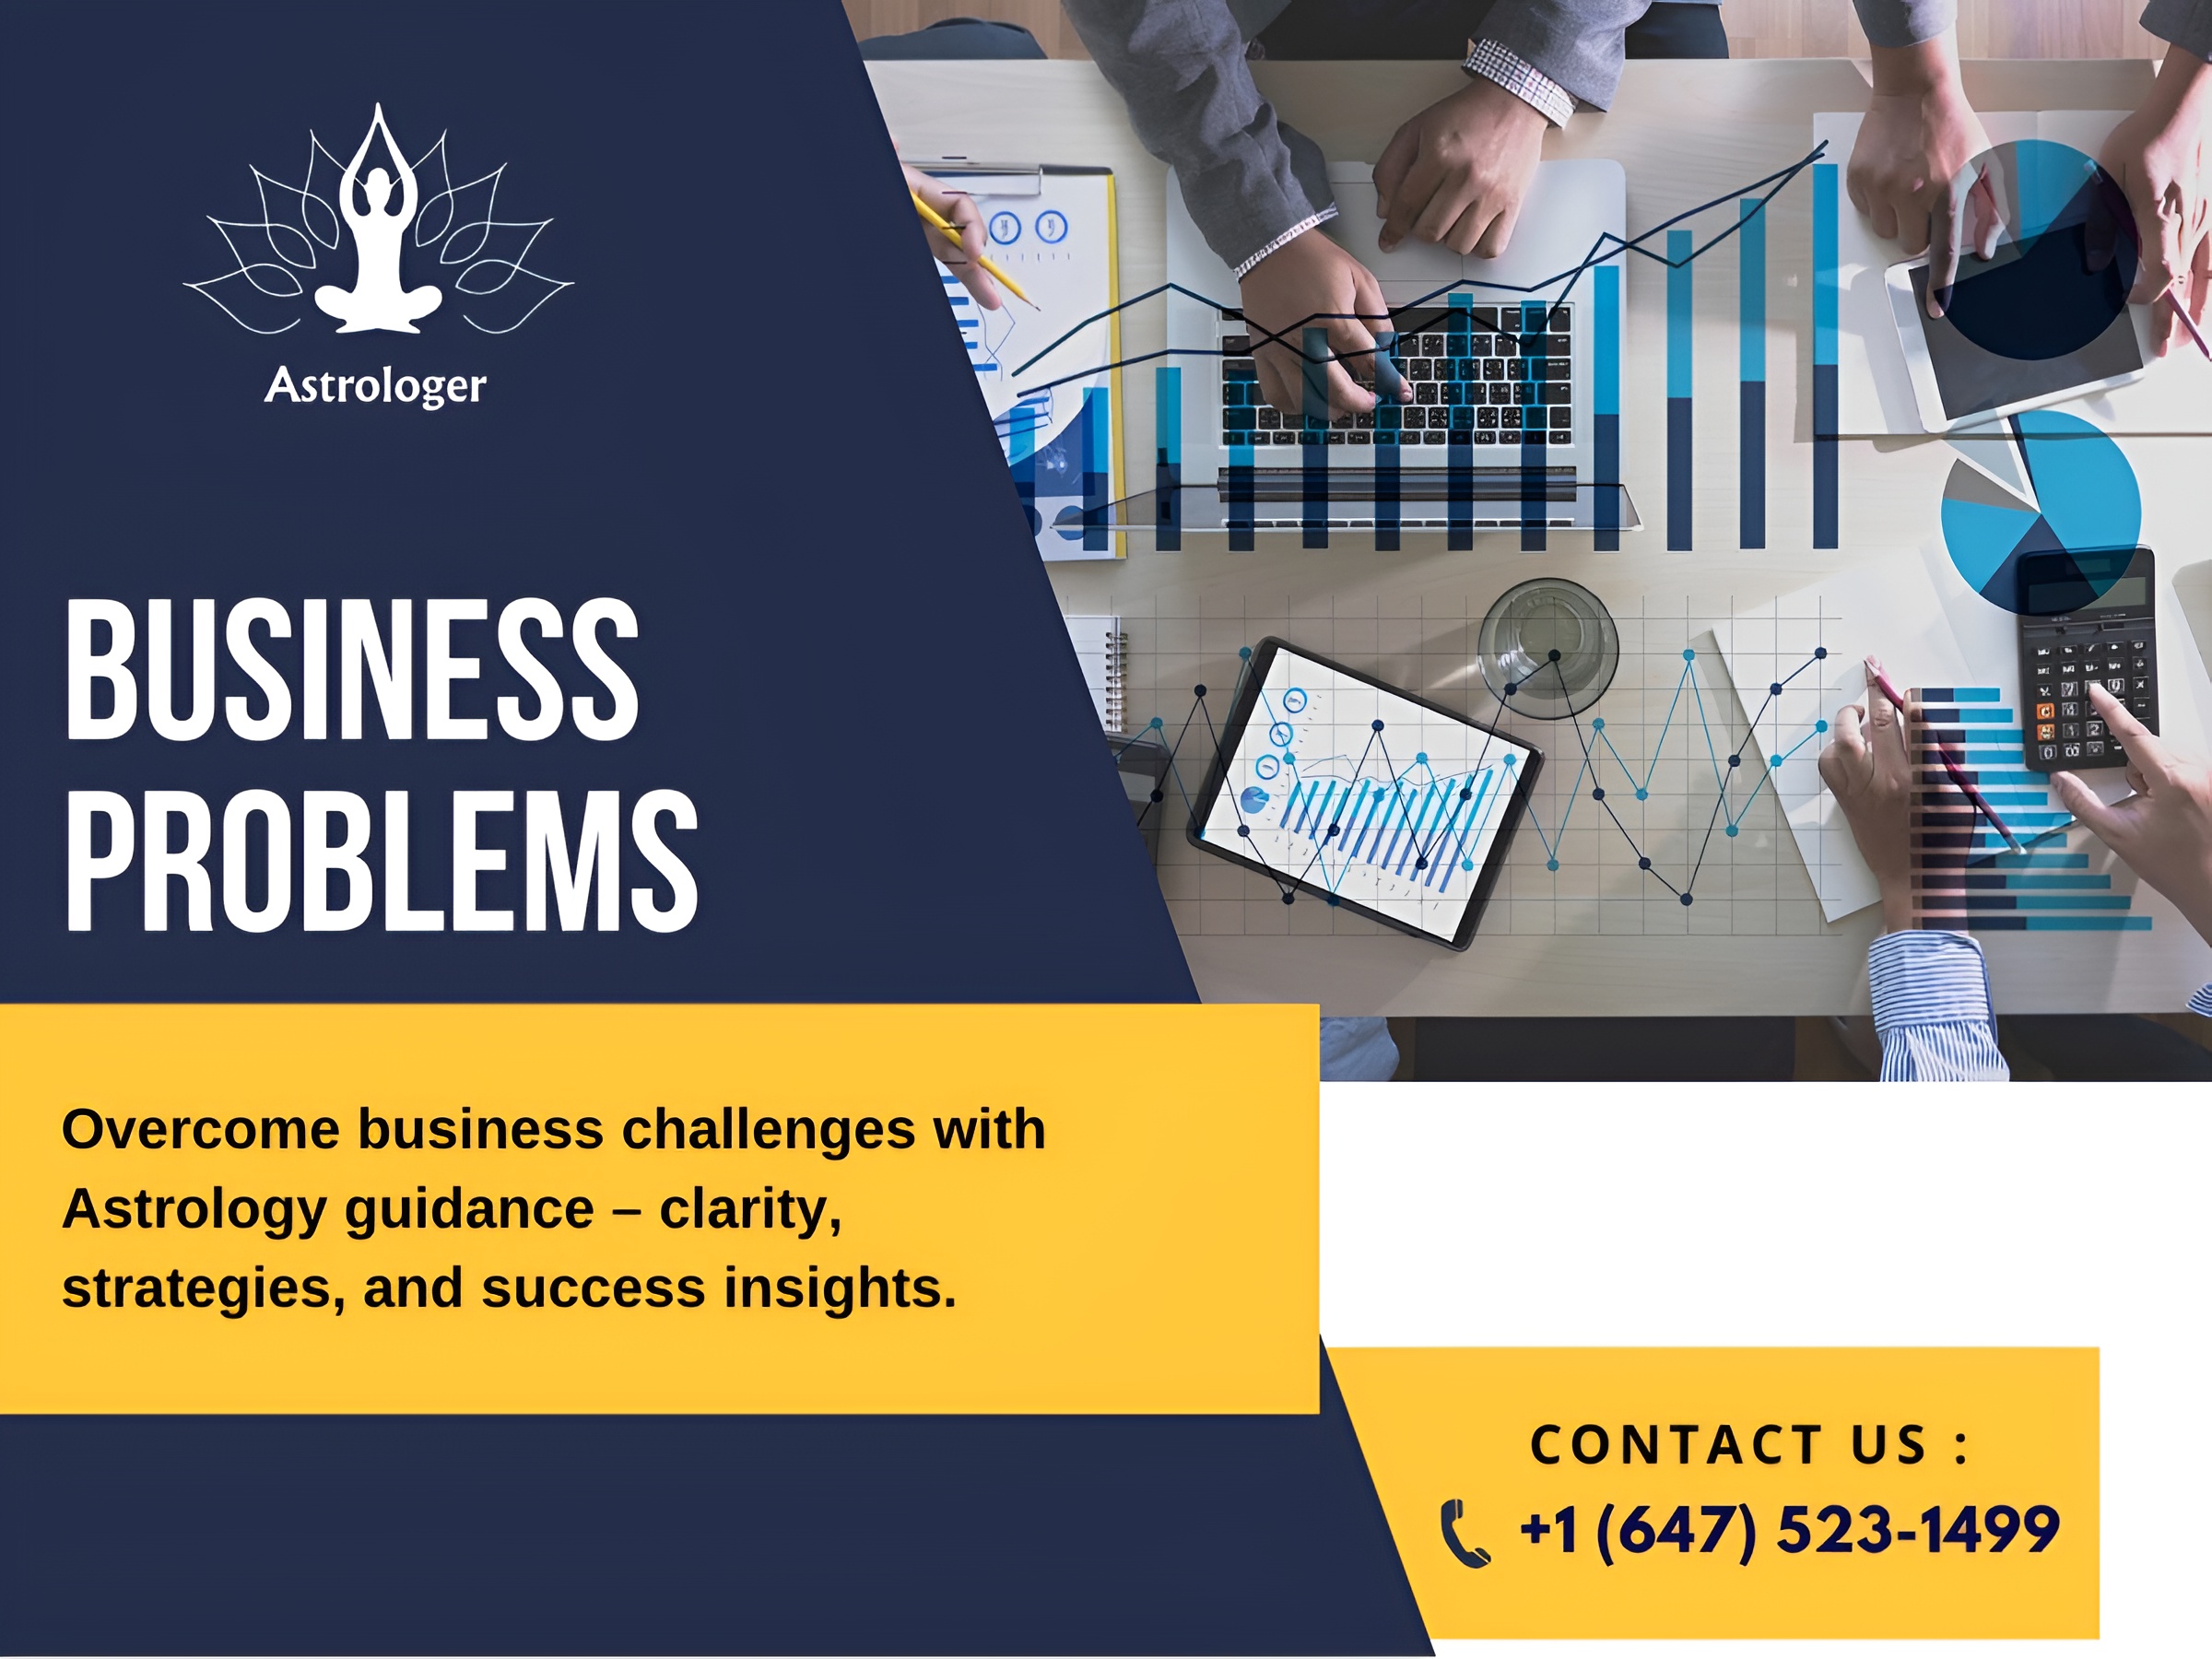 Astrologer
BUSINESS
PROBLEMS
Overcome business challenges with
Astrology guidance – clarity,
strategies, and success insights.
CONTACT US :
+1 (647) 523-1499